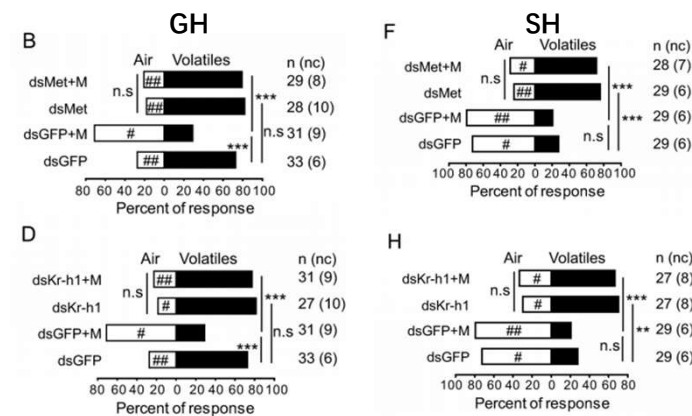 GH
B
Air Volatiles n (nc)
dsMet+M ## 29 (8)
n.s ***
dsMet ## 28 (10)
dsGFP+M # n.s 31 (9)
***
dsGFP ## 33 (6)
80 60 40 20 0 20 40 60 80 100
Percent of response
SH
F
Air Volatiles n (nc)
dsMet+M # 28 (7)
n.s ***
dsMet ## 29 (6)
dsGFP+M ## *** 29 (6)
n.s
dsGFP # 29 (6)
100 80 60 40 20 0 20 40 60 80
Percent of response
D
Air Volatiles n (nc)
dsKr-h1+M ## 31 (9)
n.s ***
dsKr-h1 # 27 (10)
dsGFP+M # n.s 31 (9)
***
dsGFP ## 33 (6)
80 60 40 20 0 20 40 60 80 100
Percent of response
H
Air Volatiles n (nc)
dsKr-h1+M # 27 (8)
n.s ***
dsKr-h1 # 27 (8)
dsGFP+M ## ** 29 (6)
n.s
dsGFP # 29 (6)
100 80 60 40 20 0 20 40 60 80
Percent of response